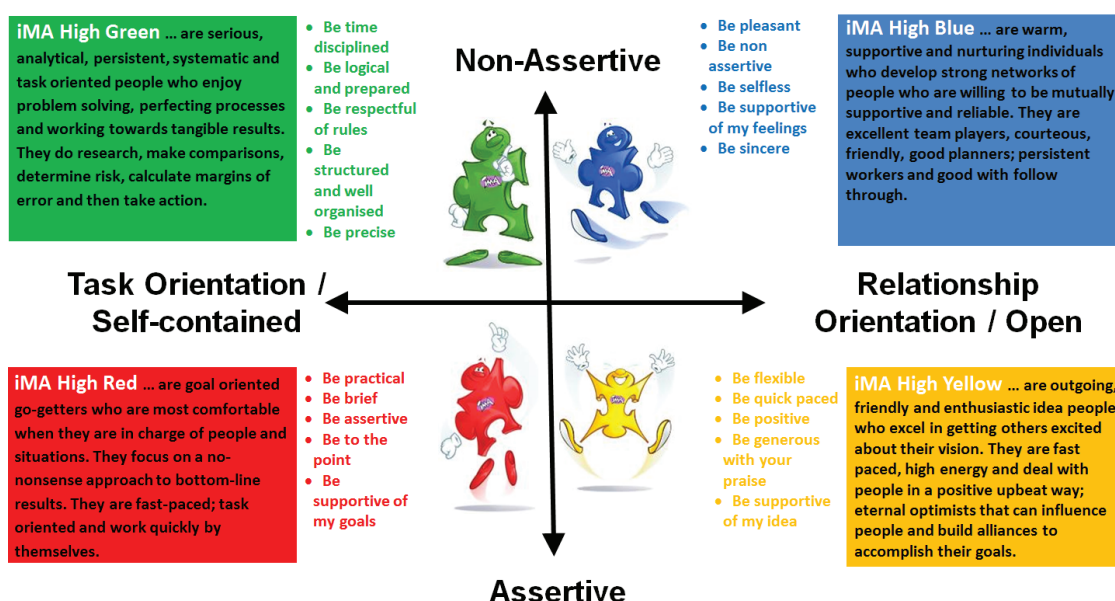 iMA High Green ... are serious,
analytical, persistent, systematic and
task oriented people who enjoy
problem solving, perfecting processes
and working towards tangible results.
They do research, make comparisons,
determine risk, calculate margins of
error and then take action.
• Be time
disciplined
• Be logical
and prepared
• Be respectful
of rules
• Be
structured
and well
organised
• Be precise
Non-Assertive
• Be pleasant
• Be non
assertive
• Be selfless
• Be supportive
of my feelings
• Be sincere
iMA High Blue ... are warm,
supportive and nurturing individuals
who develop strong networks of
people who are willing to be mutually
supportive and reliable. They are
excellent team players, courteous,
friendly, good planners; persistent
workers and good with follow
through.
iMA
iMA
Task Orientation /
Self-contained
Relationship
Orientation / Open
iMA High Red ... are goal oriented
go-getters who are most comfortable
when they are in charge of people and
situations. They focus on a no-
nonsense approach to bottom-line
results. They are fast-paced; task
oriented and work quickly by
themselves.
• Be practical
• Be brief
• Be assertive
• Be to the
point
• Be
supportive of
my goals
iMA
iMA
• Be flexible
• Be quick paced
• Be positive
• Be generous
with your
praise
• Be supportive
of my idea
iMA High Yellow ... are outgoing,
friendly and enthusiastic idea people
who excel in getting others excited
about their vision. They are fast
paced, high energy and deal with
people in a positive upbeat way;
eternal optimists that can influence
people and build alliances to
accomplish their goals.
Assertive